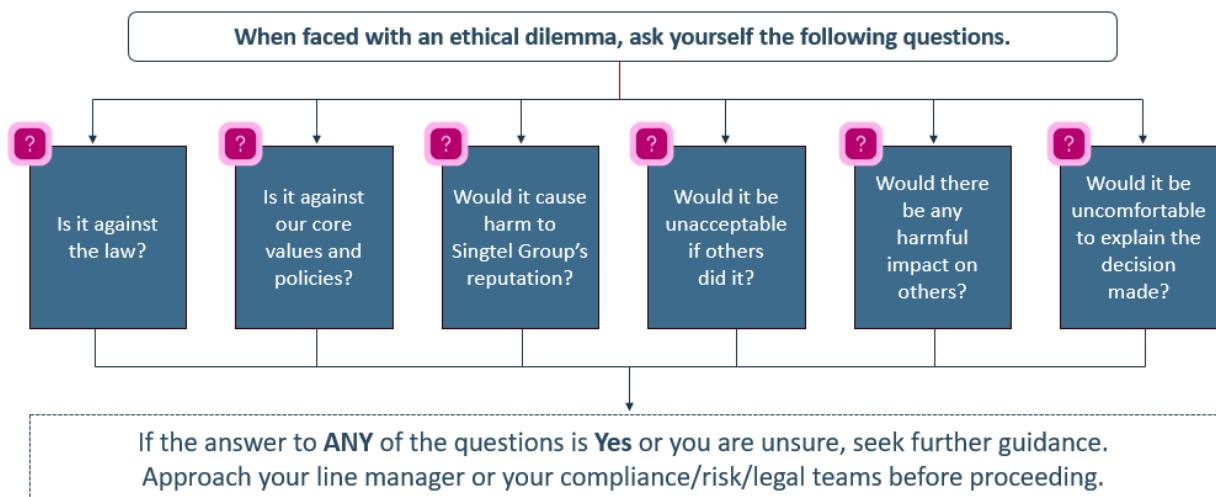 When faced with an ethical dilemma, ask yourself the following questions.
?
Is it against
the law?
?
Is it against
our core
values and
policies?
?
Would it cause
harm to
Singtel Group's
reputation?
?
Would it be
unacceptable
if others
did it?
?
Would there
be any
harmful
impact on
others?
?
Would it be
uncomfortable
to explain the
decision
made?
If the answer to ANY of the questions is Yes or you are unsure, seek further guidance.
Approach your line manager or your compliance/risk/legal teams before proceeding.